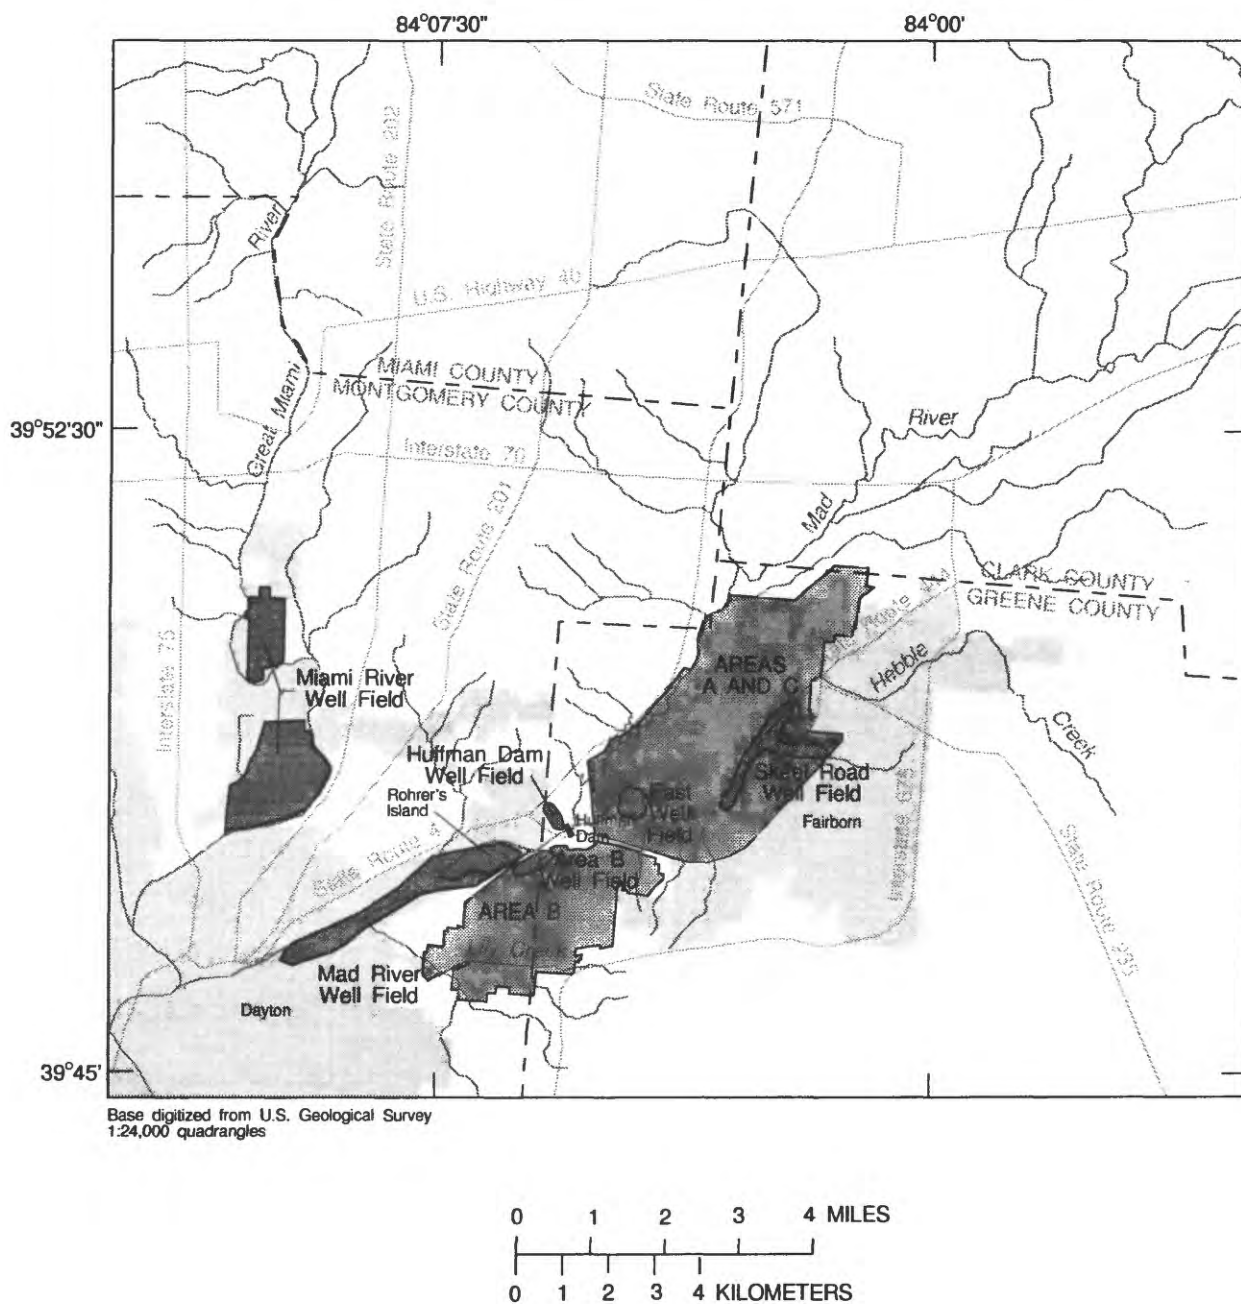 84°07'30"
84°00'
State Route 571
State Route 202
River
U.S. Highway 40
MIAMI COUNTY
MONTGOMERY COUNTY
Great Miami
River
39°52'30"
Interstate 70
Mad
State Route 201
CLARK COUNTY
GREENE COUNTY
State Route 444
Hebble
Creek
AREAS
A AND C
Interstate 75
Miami River
Well Field
Huffman Dam
Well Field
Rohrer's
Island
Huffman
Dam
East
Well
Field
Skeel Road
Well Field
Fairborn
Interstate 675
State Route 235
State Route 4
Area B
Well Field
AREA B
Lily Creek
Mad River
Well Field
Dayton
39°45'
Base digitized from U.S. Geological Survey
1:24,000 quadrangles
0 1 2 3 4 MILES
0 1 2 3 4 KILOMETERS